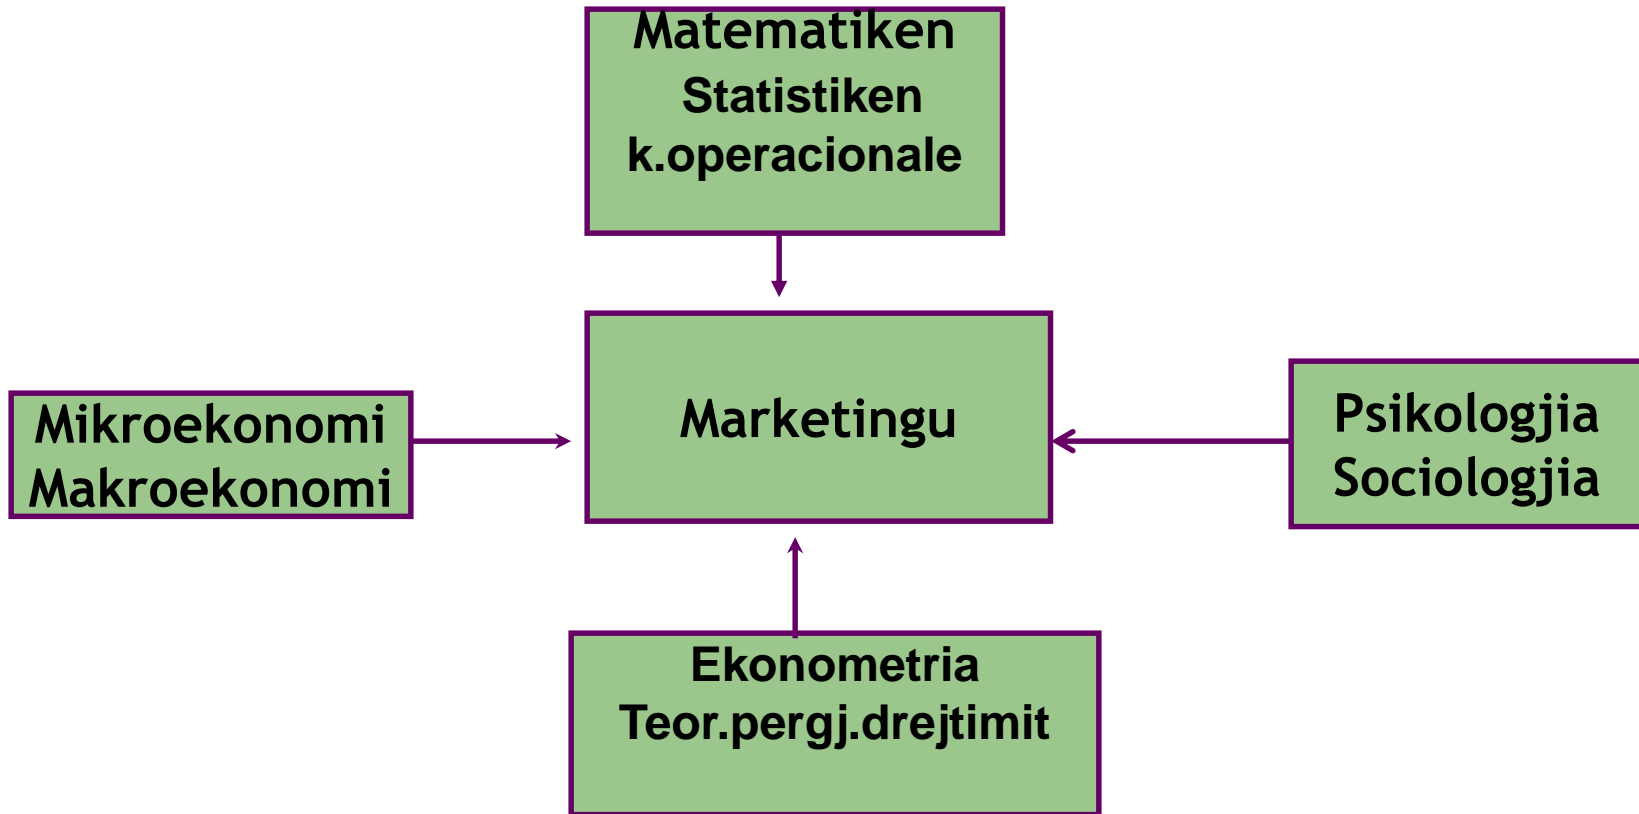 Matematiken
Statistiken
k.operacionale
Marketingu
Mikroekonomi
Makroekonomi
Psikologjia
Sociologjia
Ekonometria
Teor.pergj.drejtimit